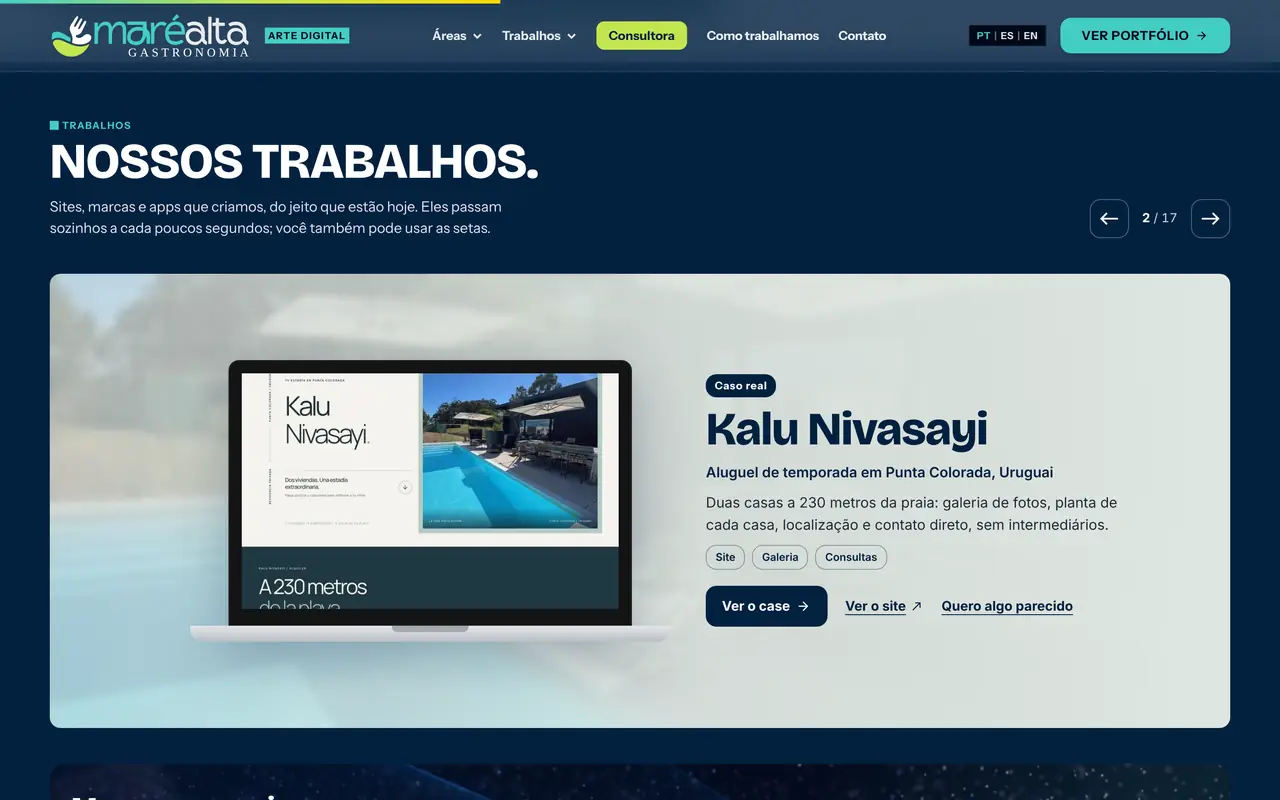 maréalta
GASTRONOMIA
ARTE DIGITAL
Áreas
Trabalhos
Consultora
Como trabalhamos
Contato
PT | ES | EN
VER PORTFÓLIO →
TRABALHOS
NOSSOS TRABALHOS.
Sites, marcas e apps que criamos, do jeito que estão hoje. Eles passam
sozinhos a cada poucos segundos; você também pode usar as setas.
← 2 / 17 →
Kalu
Nivasayi.
Dos viviendas. Una estadía
extraordinaria.
A 230 metros
de la playa
Caso real
Kalu Nivasayi
Aluguel de temporada em Punta Colorada, Uruguai
Duas casas a 230 metros da praia: galeria de fotos, planta de
cada casa, localização e contato direto, sem intermediários.
Site
Galeria
Consultas
Ver o case →
Ver o site ↗
Quero algo parecido